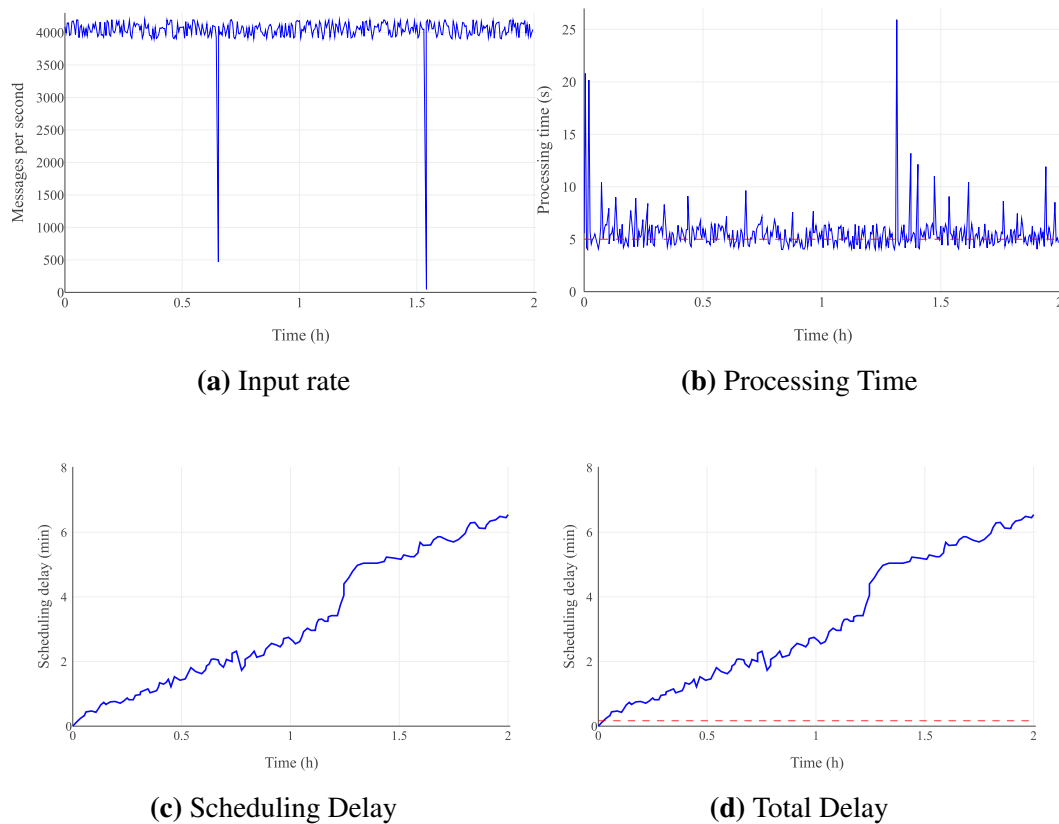 4000
3500
3000
2500
2000
1500
1000
500
0
Messages per second
0 0.5 1 1.5 2
Time (h)
(a) Input rate
25
20
15
10
5
0
Processing time (s)
0 0.5 1 1.5 2
Time (h)
(b) Processing Time
8
6
4
2
0
Scheduling delay (min)
0 0.5 1 1.5 2
Time (h)
(c) Scheduling Delay
8
6
4
2
0
Scheduling delay (min)
0 0.5 1 1.5 2
Time (h)
(d) Total Delay